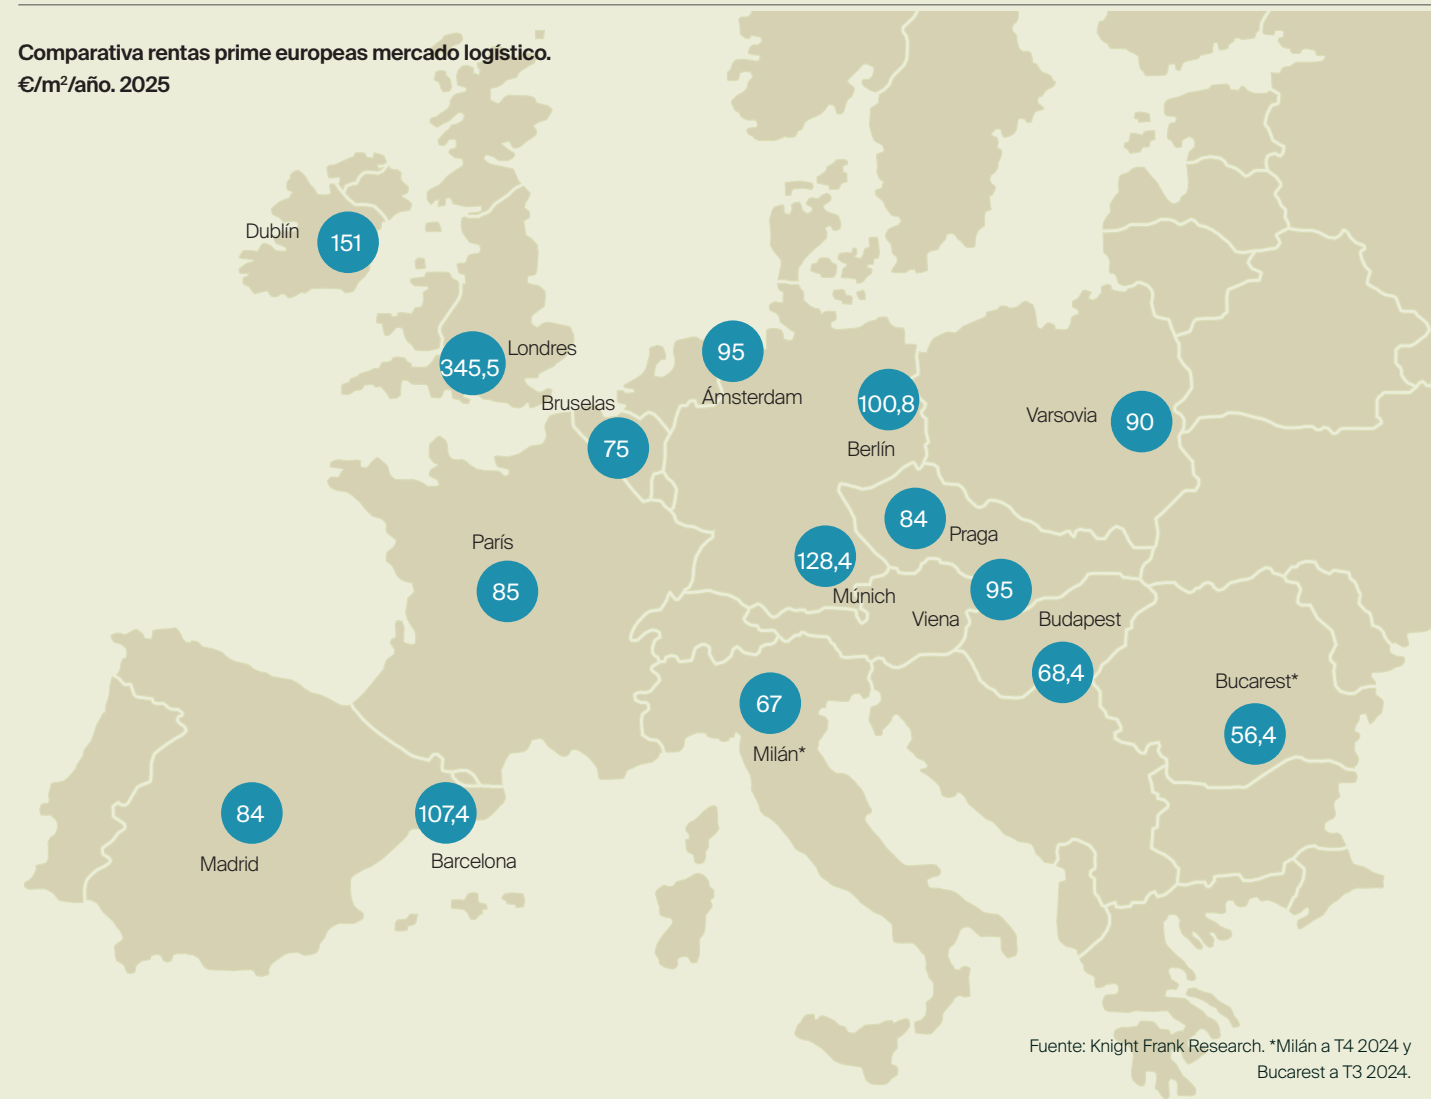 Comparativa rentas prime europeas mercado logístico.
€/m²/año. 2025
Dublín
151
Londres
345,5
Bruselas
75
95
Ámsterdam
100,8
Berlín
Varsovia
90
84
Praga
París
85
128,4
Múnich
Viena
95
Budapest
68,4
Bucarest*
56,4
67
Milán*
84
Madrid
107,4
Barcelona
Fuente: Knight Frank Research. *Milán a T4 2024 y
Bucarest a T3 2024.